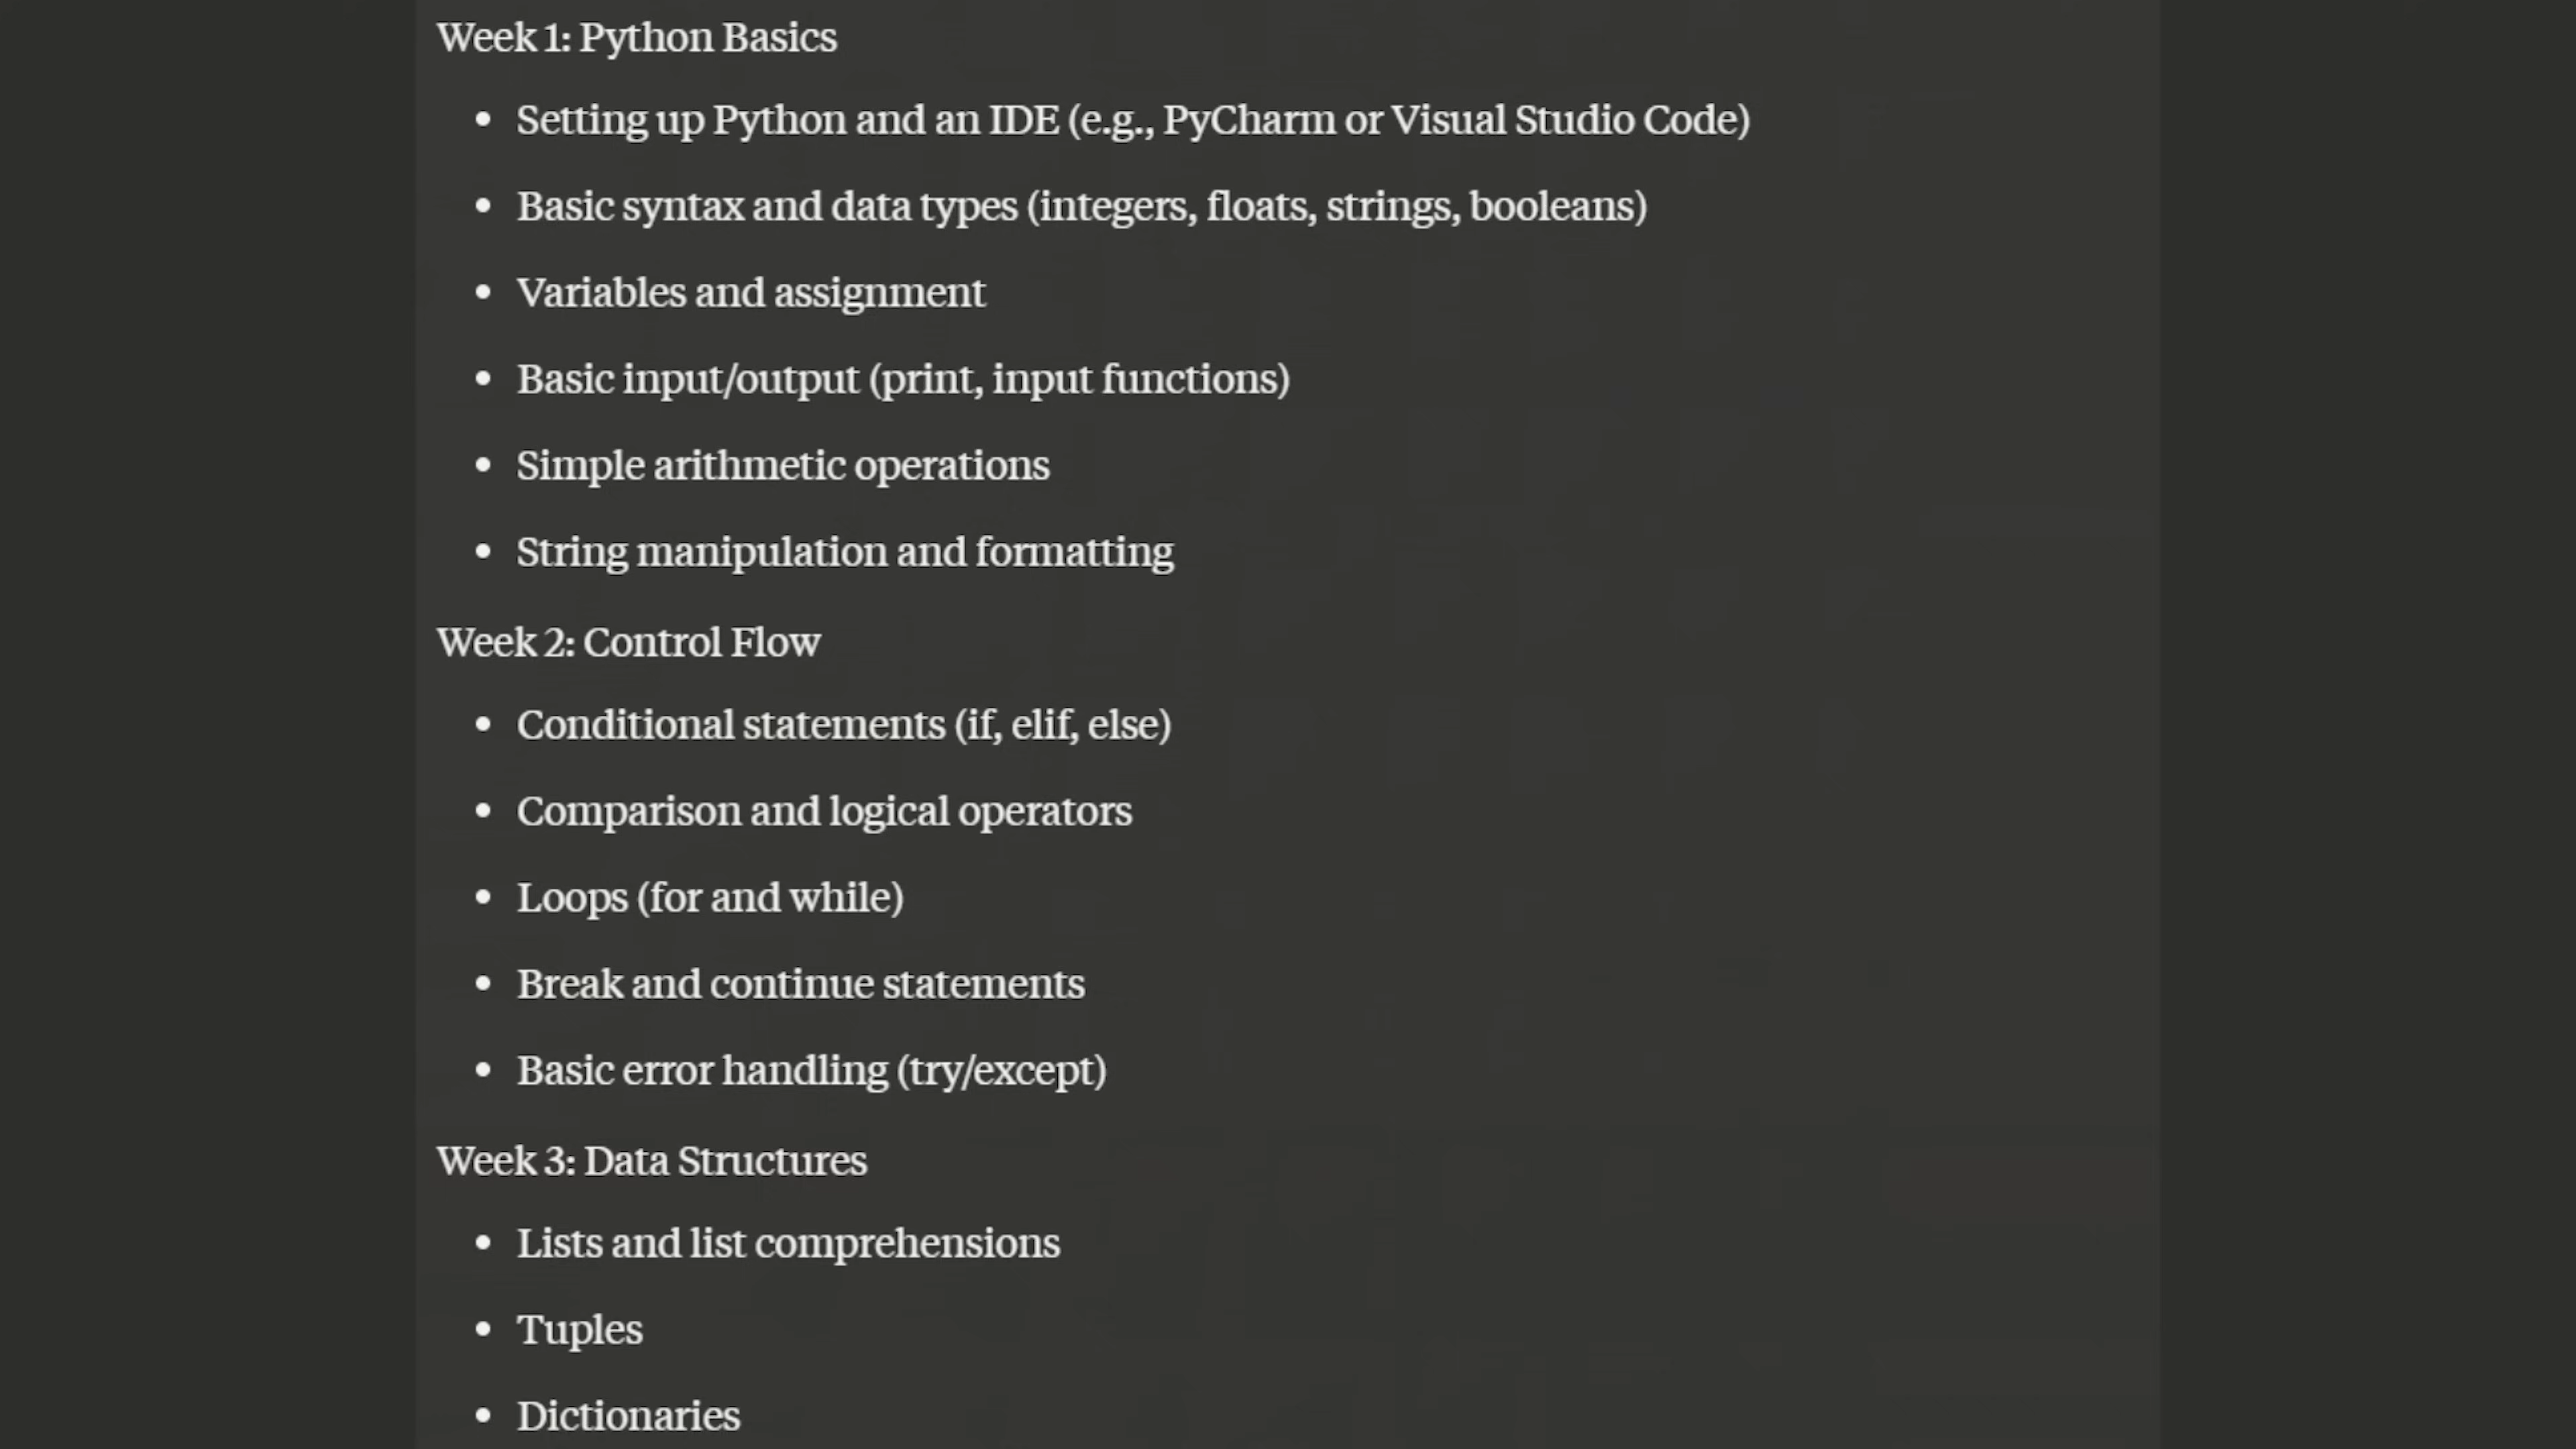 Week 1: Python Basics
• Setting up Python and an IDE (e.g., PyCharm or Visual Studio Code)
• Basic syntax and data types (integers, floats, strings, booleans)
• Variables and assignment
• Basic input/output (print, input functions)
• Simple arithmetic operations
• String manipulation and formatting
Week 2: Control Flow
• Conditional statements (if, elif, else)
• Comparison and logical operators
• Loops (for and while)
• Break and continue statements
• Basic error handling (try/except)
Week 3: Data Structures
• Lists and list comprehensions
• Tuples
• Dictionaries